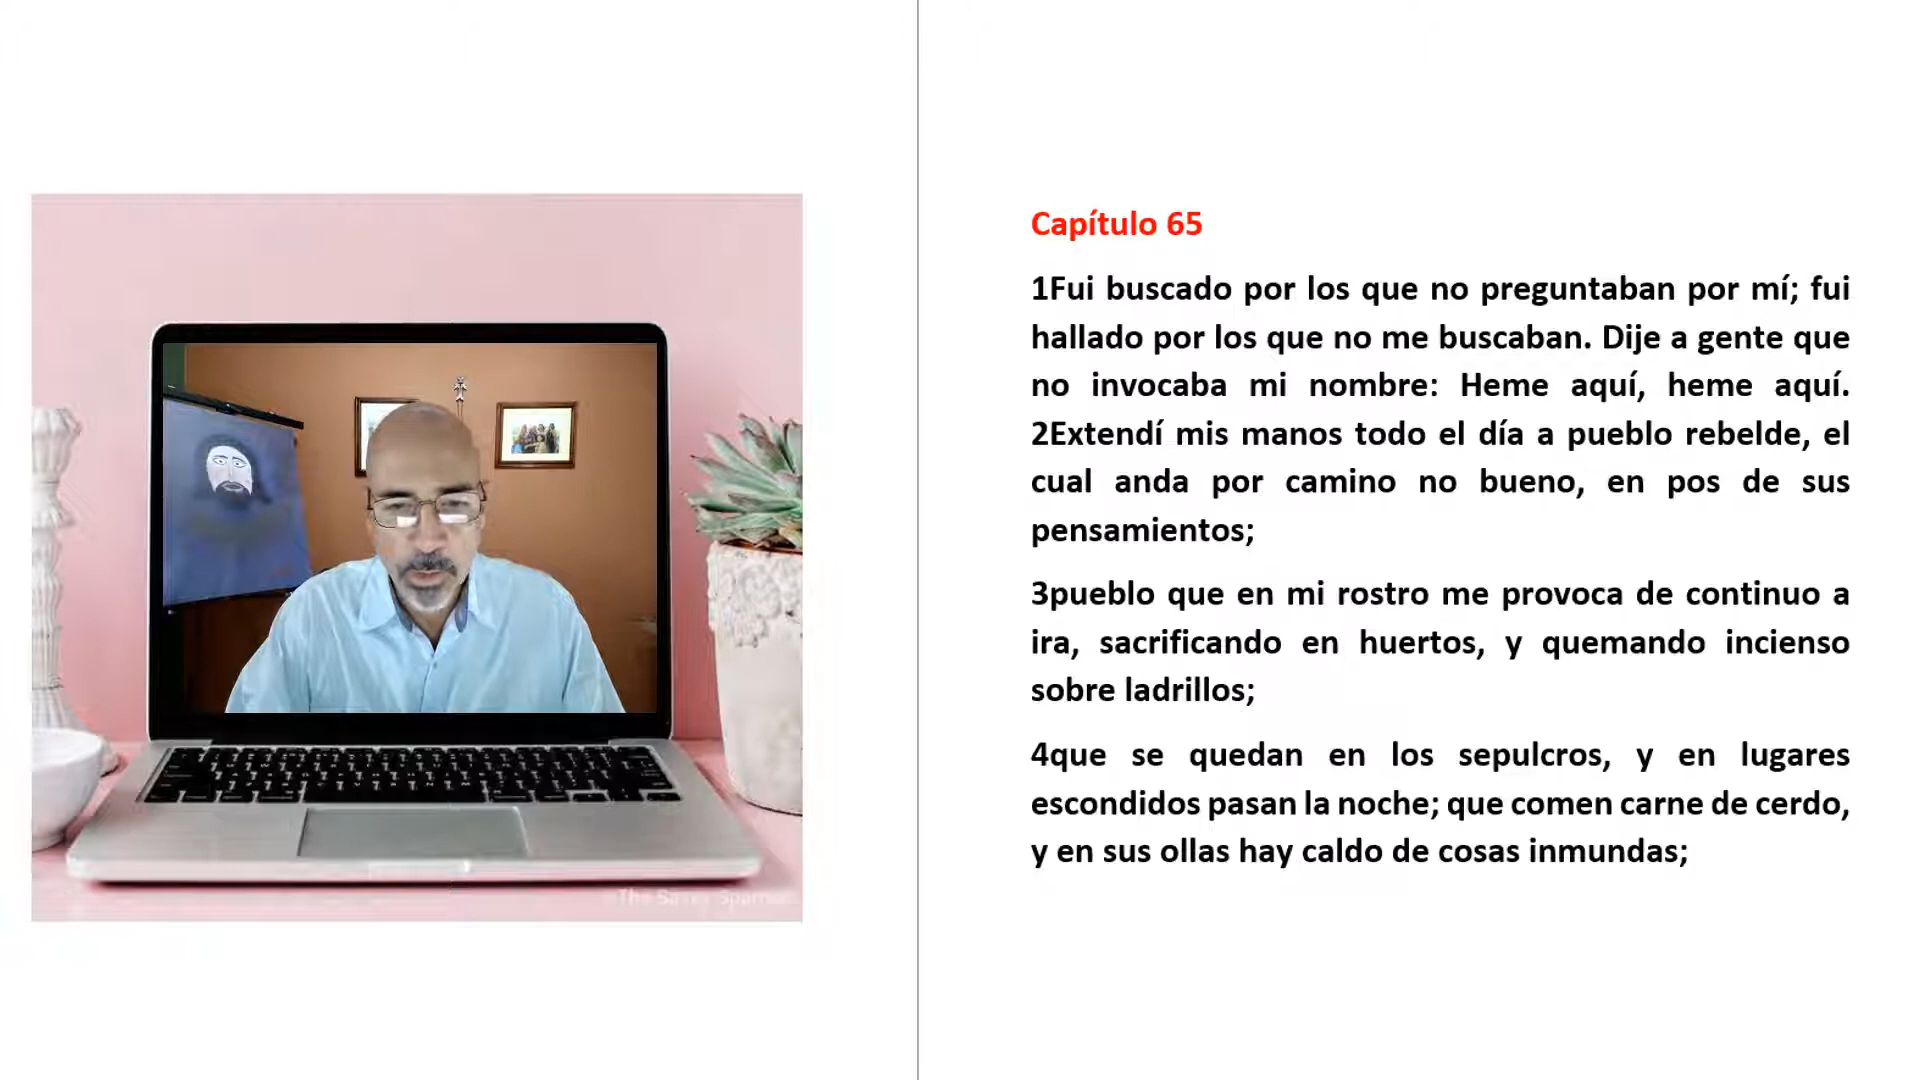 Capítulo 65
1Fui buscado por los que no preguntaban por mí; fui
hallado por los que no me buscaban. Dije a gente que
no invocaba mi nombre: Heme aquí, heme aquí.
2Extendí mis manos todo el día a pueblo rebelde, el
cual anda por camino no bueno, en pos de sus
pensamientos;
3pueblo que en mi rostro me provoca de continuo a
ira, sacrificando en huertos, y quemando incienso
sobre ladrillos;
4que se quedan en los sepulcros, y en lugares
escondidos pasan la noche; que comen carne de cerdo,
y en sus ollas hay caldo de cosas inmundas;